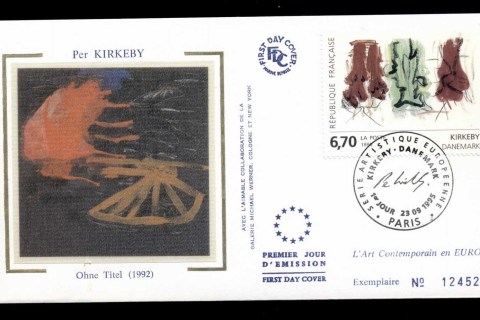 Per KIRKEBY
Ohne Titel (1992)
AVEC L'AIMABLE COLLABORATION DE LA
GALERIE MICHAEL WERNER, COLOGNE ET NEW YORK
FIRST DAY COVER
FDC
PREMIER JOUR
D'EMISSION
FIRST DAY COVER
RÉPUBLIQUE FRANÇAISE
6,70
LA POSTE
KIRKEBY
DANEMARK
SERIE ARTISTIQUE EUROPEENNE
KIRKEBY - DANEMARK
1er JOUR 23 09 1995
PARIS
L'Art Contemporain en EURO
Exemplaire Nº 12452